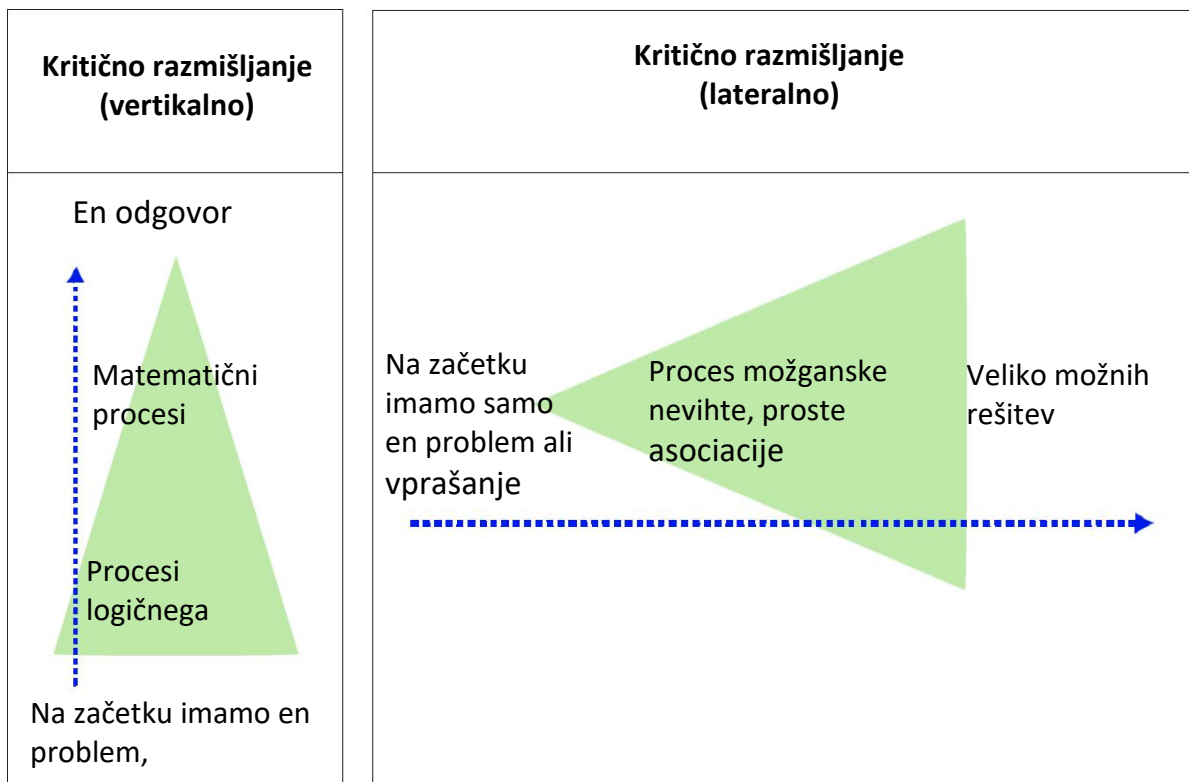 Kritično razmišljanje
(vertikalno)
En odgovor
Matematični
procesi
Procesi
logičnega
Na začetku imamo en
problem,
Kritično razmišljanje
(lateralno)
Na začetku
imamo samo
en problem ali
vprašanje
Proces možganske
nevihte, proste
asociacije
Veliko možnih
rešitev